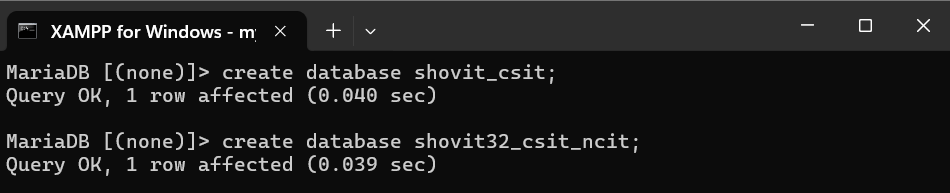 XAMPP for Windows - my
MariaDB [(none)]> create database shovit_csit;
Query OK, 1 row affected (0.040 sec)
MariaDB [(none)]> create database shovit32_csit_ncit;
Query OK, 1 row affected (0.039 sec)